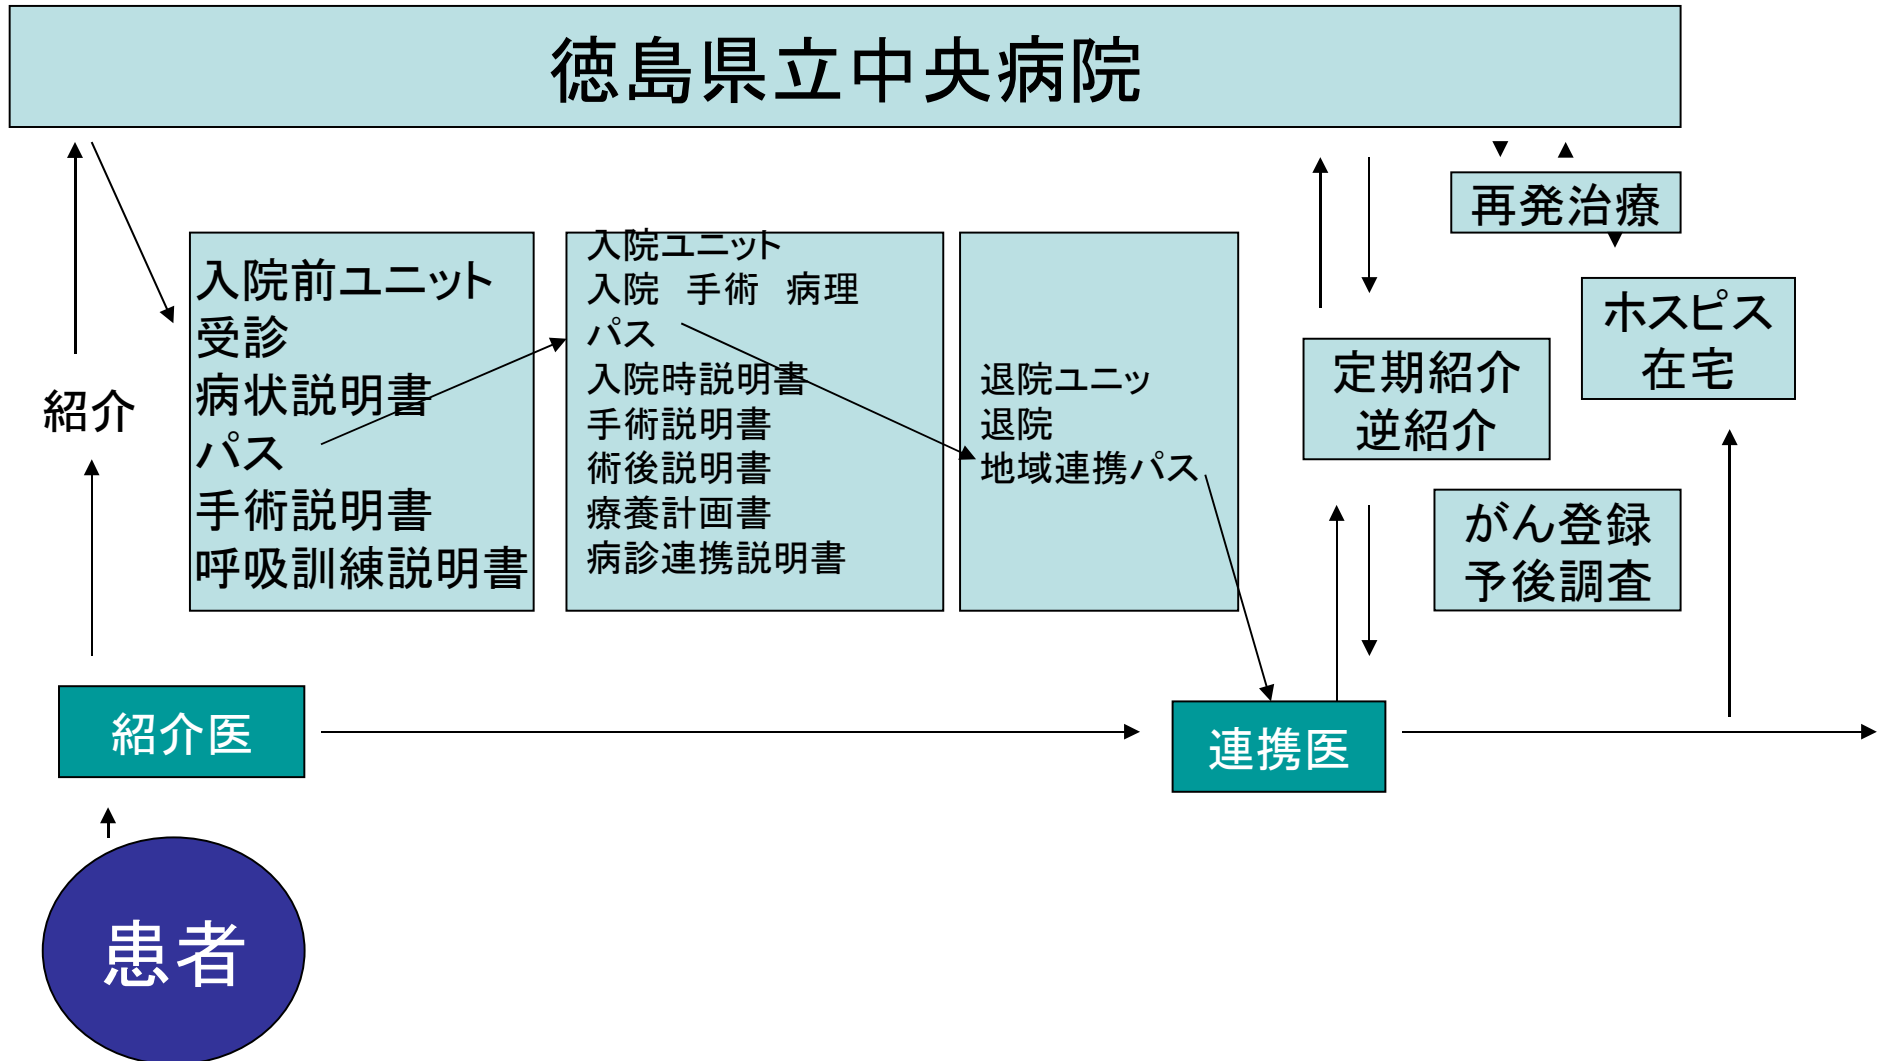 徳島県立中央病院
再発治療
入院前ユニット
受診
病状説明書
パス
手術説明書
呼吸訓練説明書
入院ユニット
入院　手術　病理
パス
入院時説明書
手術説明書
術後説明書
療養計画書
病診連携説明書
退院ユニッ
退院
地域連携パス
定期紹介
逆紹介
ホスピス
在宅
がん登録
予後調査
紹介
紹介医
連携医
患者